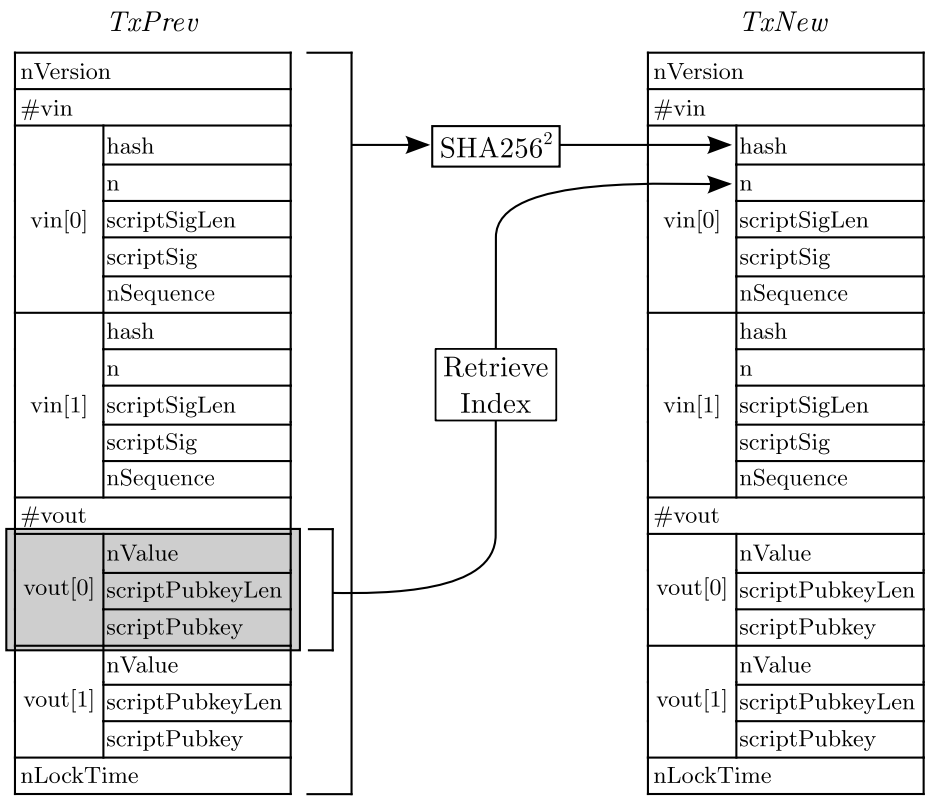 TxPrev
nVersion
#vin
vin[0]
hash
n
scriptSigLen
scriptSig
nSequence
vin[1]
hash
n
scriptSigLen
scriptSig
nSequence
#vout
vout[0]
nValue
scriptPubkeyLen
scriptPubkey
vout[1]
nValue
scriptPubkeyLen
scriptPubkey
nLockTime
SHA256²
Retrieve
Index
TxNew
nVersion
#vin
vin[0]
hash
n
scriptSigLen
scriptSig
nSequence
vin[1]
hash
n
scriptSigLen
scriptSig
nSequence
#vout
vout[0]
nValue
scriptPubkeyLen
scriptPubkey
vout[1]
nValue
scriptPubkeyLen
scriptPubkey
nLockTime